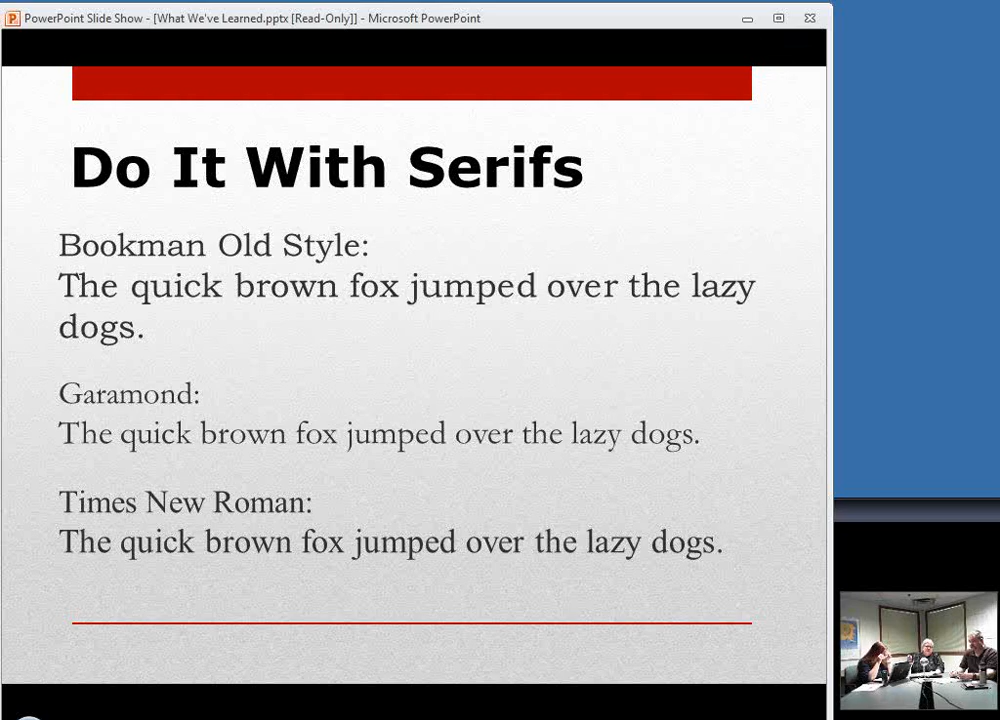 PowerPoint Slide Show - [What We've Learned.pptx [Read-Only]] - Microsoft PowerPoint
Do It With Serifs
Bookman Old Style:
The quick brown fox jumped over the lazy
dogs.
Garamond:
The quick brown fox jumped over the lazy dogs.
Times New Roman:
The quick brown fox jumped over the lazy dogs.